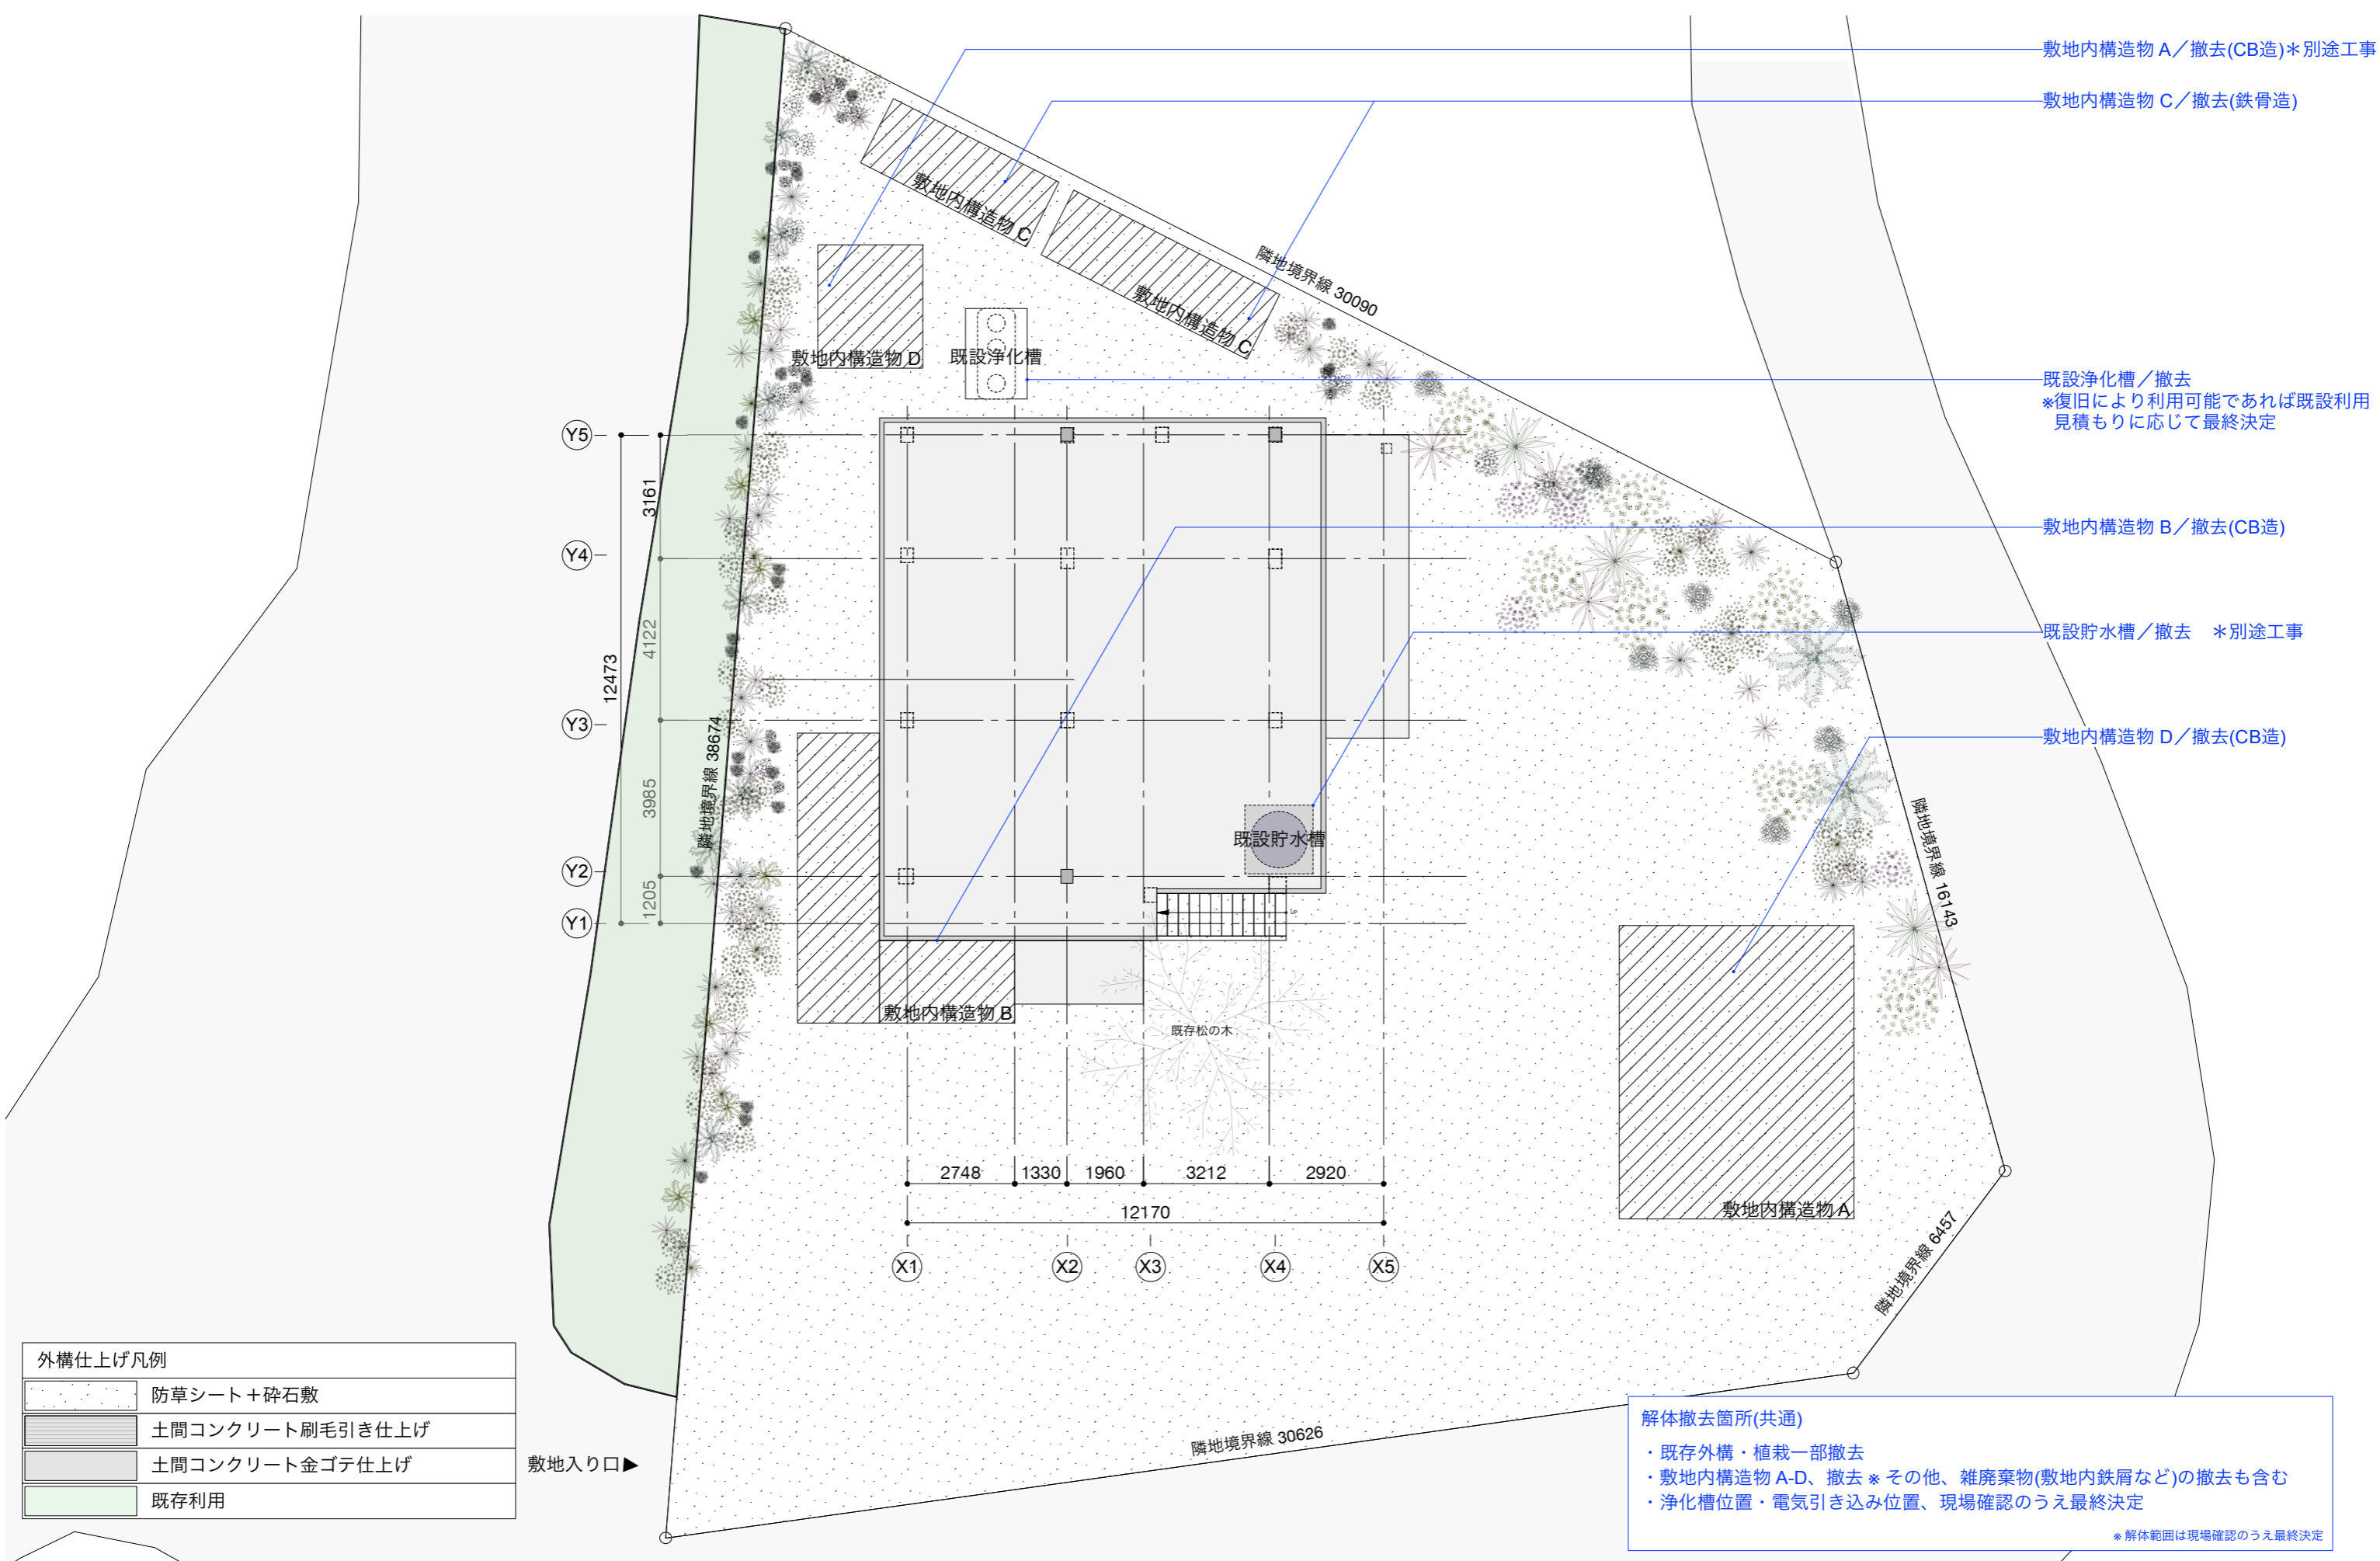 敷地内構造物 A／撤去(CB造)＊別途工事
敷地内構造物 C／撤去(鉄骨造)
敷地内構造物 C
隣地境界線 30090
敷地内構造物 C
敷地内構造物 D
既設浄化槽
既設浄化槽／撤去
※復旧により利用可能であれば既設利用
見積もりに応じて最終決定
Y5
3161
敷地内構造物 B／撤去(CB造)
Y4
4122
12473
既設貯水槽／撤去　＊別途工事
Y3
隣地境界線 38674
敷地内構造物 D／撤去(CB造)
3985
既設貯水槽
隣地境界線 16143
Y2
1205
Y1
敷地内構造物 B
既存松の木
2748
1330
1960
3212
2920
12170
敷地内構造物 A
X1
X2
X3
X4
X5
隣地境界線 6457
外構仕上げ凡例
防草シート＋砕石敷
土間コンクリート刷毛引き仕上げ
土間コンクリート金ゴテ仕上げ
既存利用
敷地入り口▶
隣地境界線 30626
解体撤去箇所(共通)
・既存外構・植栽一部撤去
・敷地内構造物 A-D、撤去 ※ その他、雑廃棄物(敷地内鉄屑など)の撤去も含む
・浄化槽位置・電気引き込み位置、現場確認のうえ最終決定
※ 解体範囲は現場確認のうえ最終決定